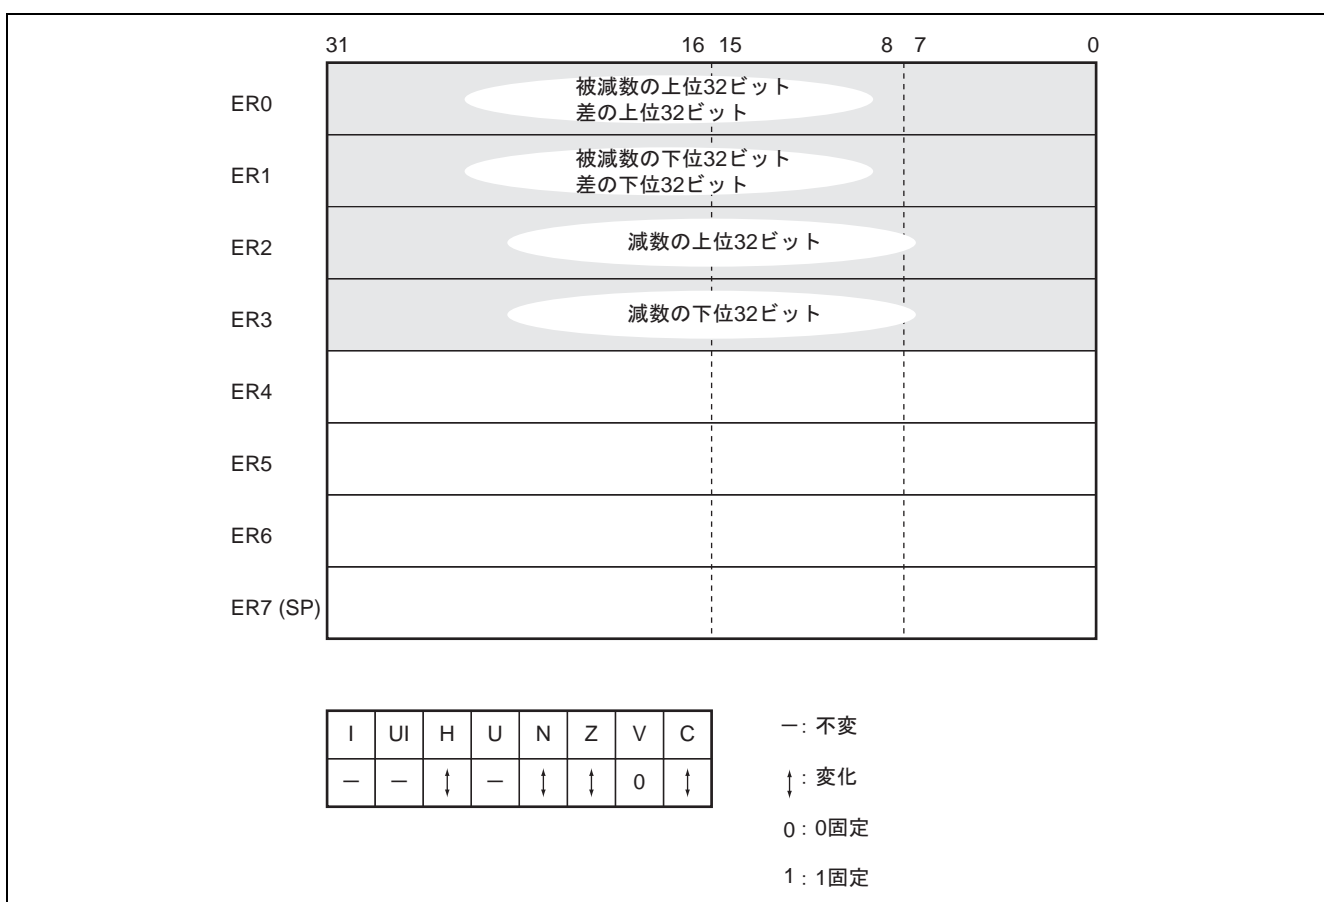 31 16 15 8 7 0
ER0 被減数の上位32ビット
差の上位32ビット
ER1 被減数の下位32ビット
差の下位32ビット
ER2 減数の上位32ビット
ER3 減数の下位32ビット
ER4
ER5
ER6
ER7 (SP)
I UI H U N Z V C
— — ↕ — ↕ ↕ 0 ↕
—: 不変
↕: 変化
0: 0固定
1: 1固定